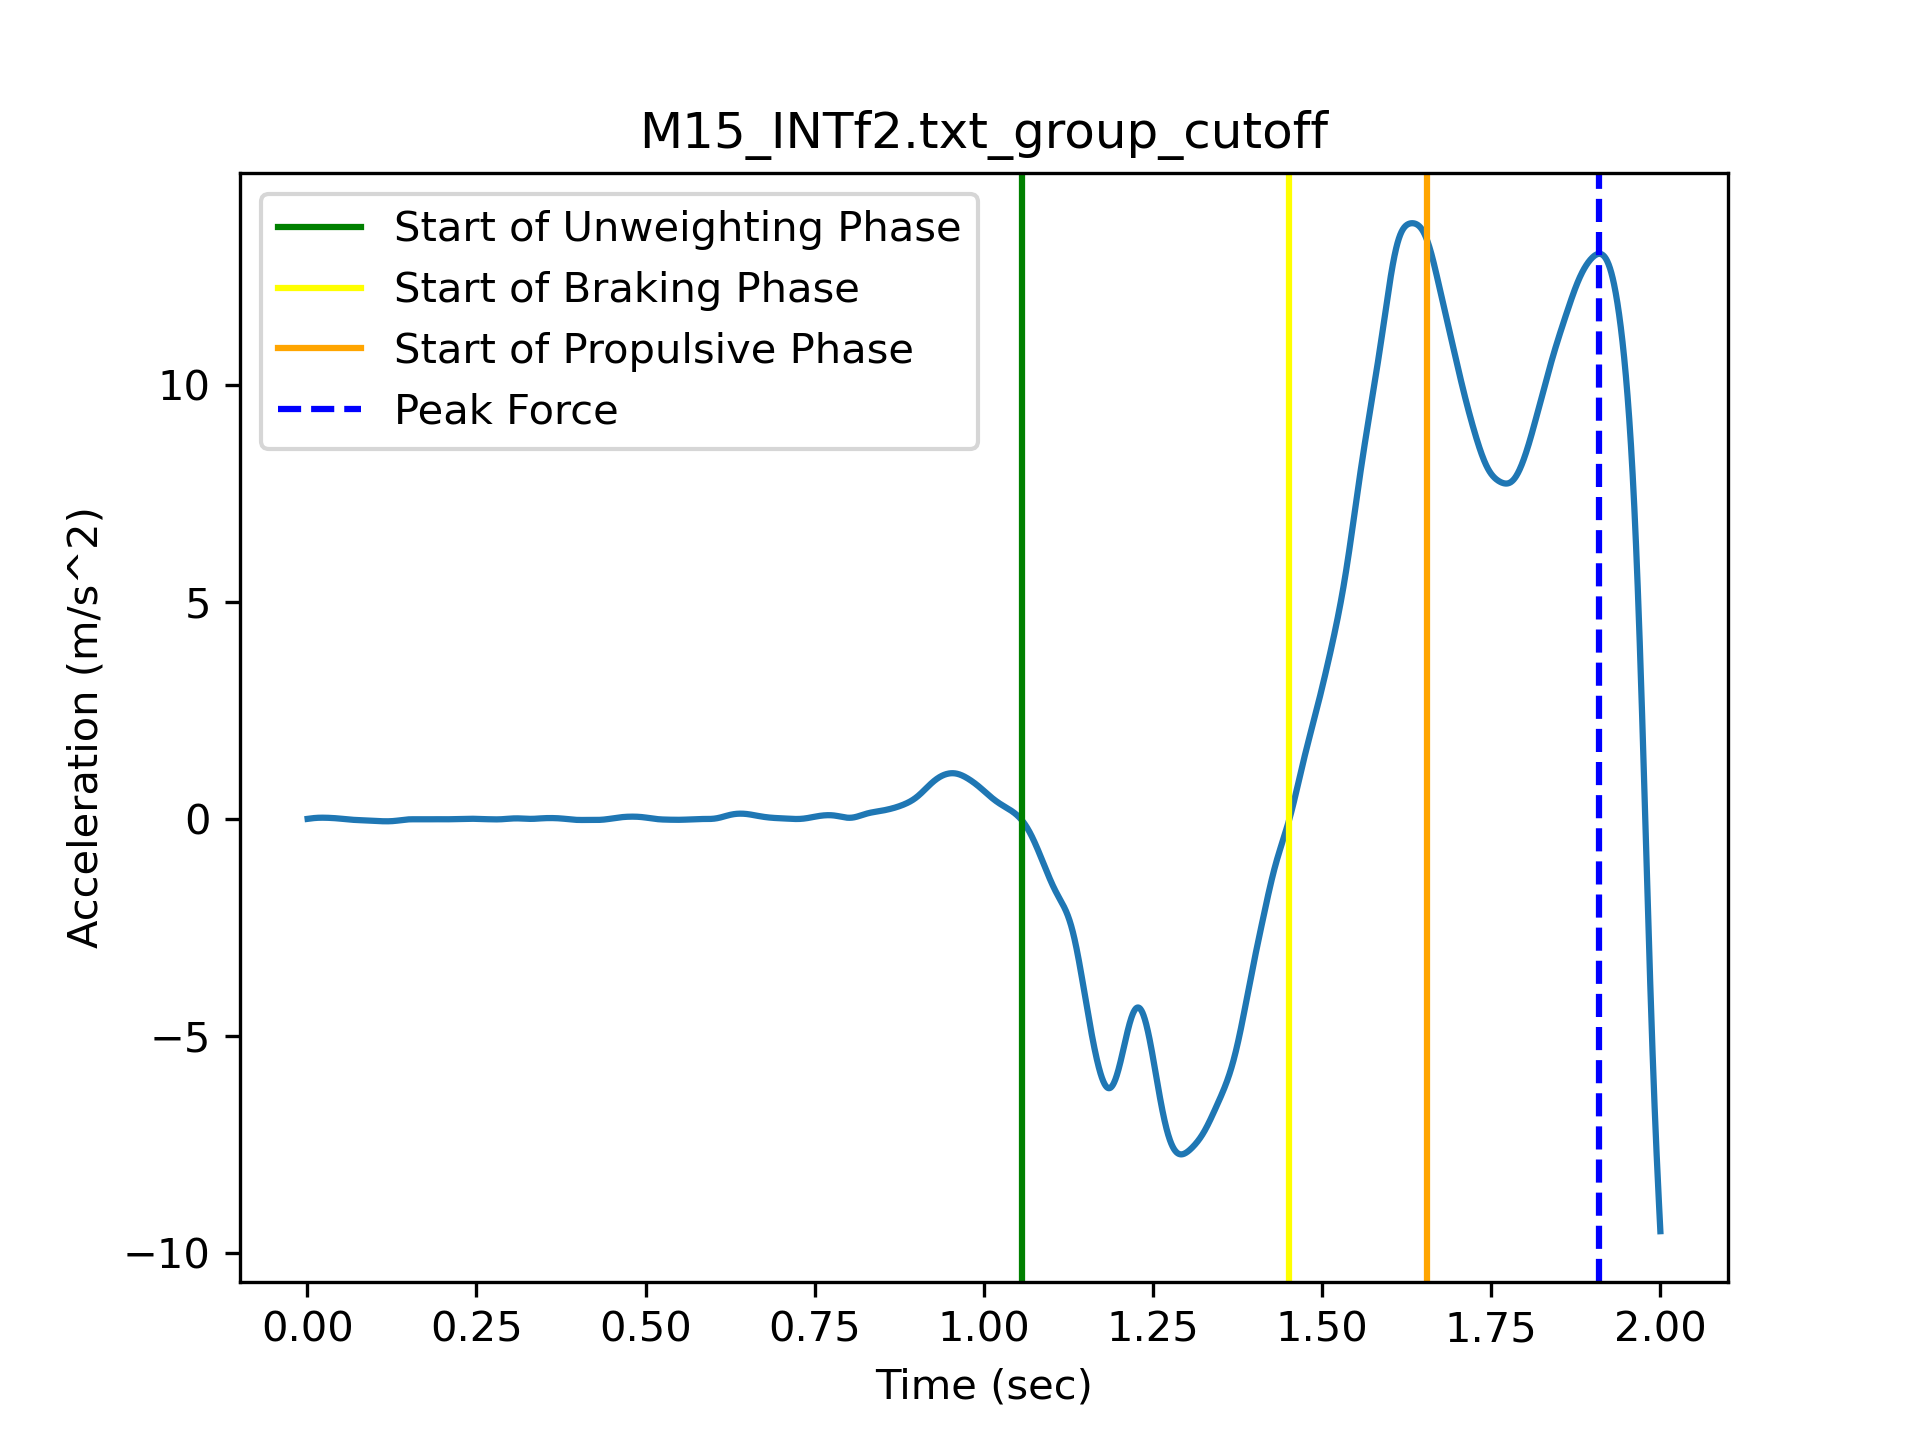 M15_INTf2.txt_group_cutoff
Start of Unweighting Phase
Start of Braking Phase
Start of Propulsive Phase
Peak Force
Acceleration (m/s^2)
10
5
0
−5
−10
0.00 0.25 0.50 0.75 1.00 1.25 1.50 1.75 2.00
Time (sec)